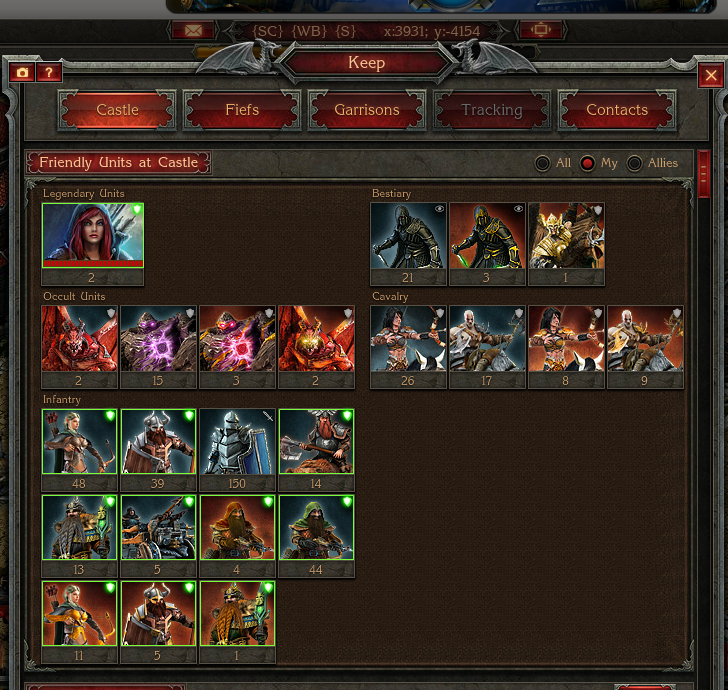 {SC} {WB} {S} x:3931; y:-4154
?
Keep
X
Castle Fiefs Garrisons Tracking Contacts
Friendly Units at Castle
All My Allies
Legendary Units Bestiary
2 21 3 1
Occult Units Cavalry
2 15 3 2 26 17 8 9
Infantry
48 39 150 14
13 5 4 44
11 5 1